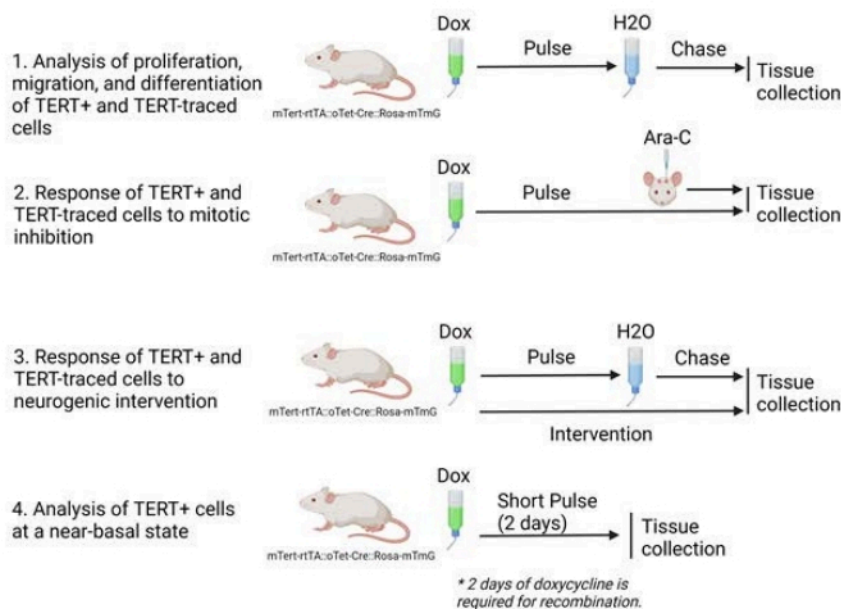 Dox
H2O
1. Analysis of proliferation,
migration, and differentiation
of TERT+ and TERT-traced
cells
Pulse
Chase
Tissue
collection
mTert-rtTA::oTet-Cre::Rosa-mTmG
Ara-C
Dox
2. Response of TERT+ and
TERT-traced cells to mitotic
inhibition
Pulse
Tissue
collection
mTert-rtTA::oTet-Cre::Rosa-mTmG
Dox
H2O
3. Response of TERT+ and
TERT-traced cells to
neurogenic intervention
Pulse
Chase
Tissue
collection
mTert-rtTA::oTet-Cre::Rosa-mTmG
Intervention
Dox
4. Analysis of TERT+ cells
at a near-basal state
Short Pulse
(2 days)
Tissue
collection
mTert-rtTA::oTet-Cre::Rosa-mTmG
* 2 days of doxycycline is
required for recombination.